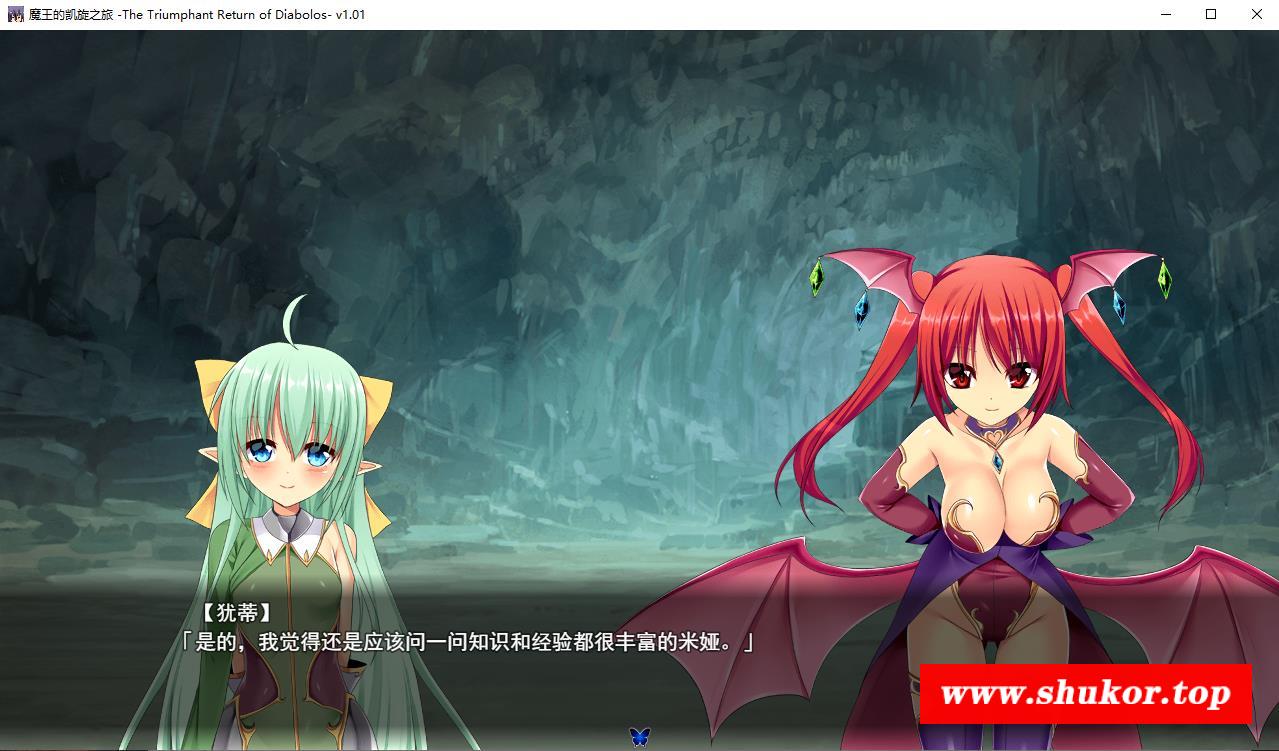 魔王的凯旋之旅 -The Triumphant Return of Diabolos- v1.01
【犹蒂】
「是的，我觉得还是应该问一问知识和经验都很丰富的米娅。」
www.shukor.top